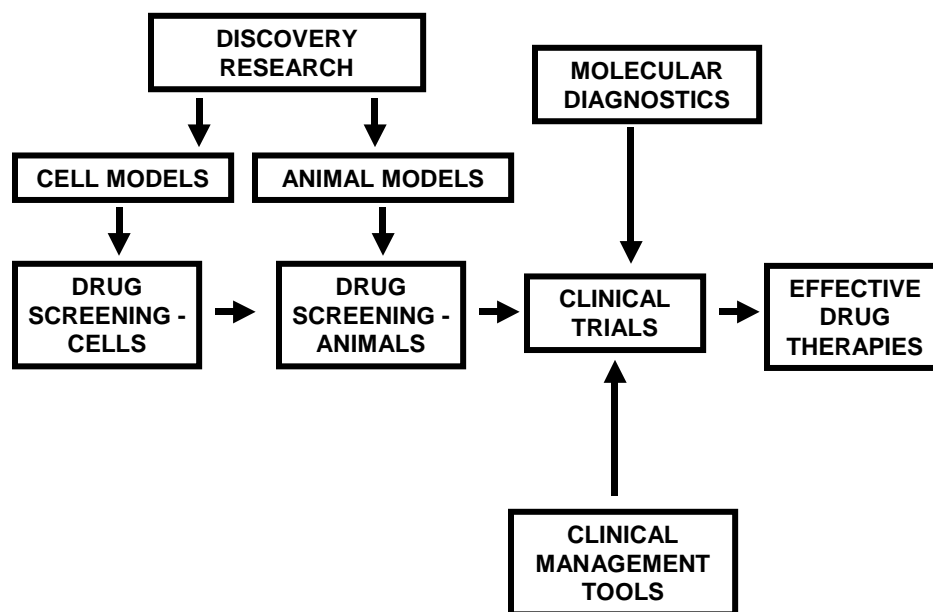 DISCOVERY
RESEARCH
MOLECULAR
DIAGNOSTICS
CELL MODELS
ANIMAL MODELS
DRUG
SCREENING -
CELLS
DRUG
SCREENING -
ANIMALS
CLINICAL
TRIALS
EFFECTIVE
DRUG
THERAPIES
CLINICAL
MANAGEMENT
TOOLS